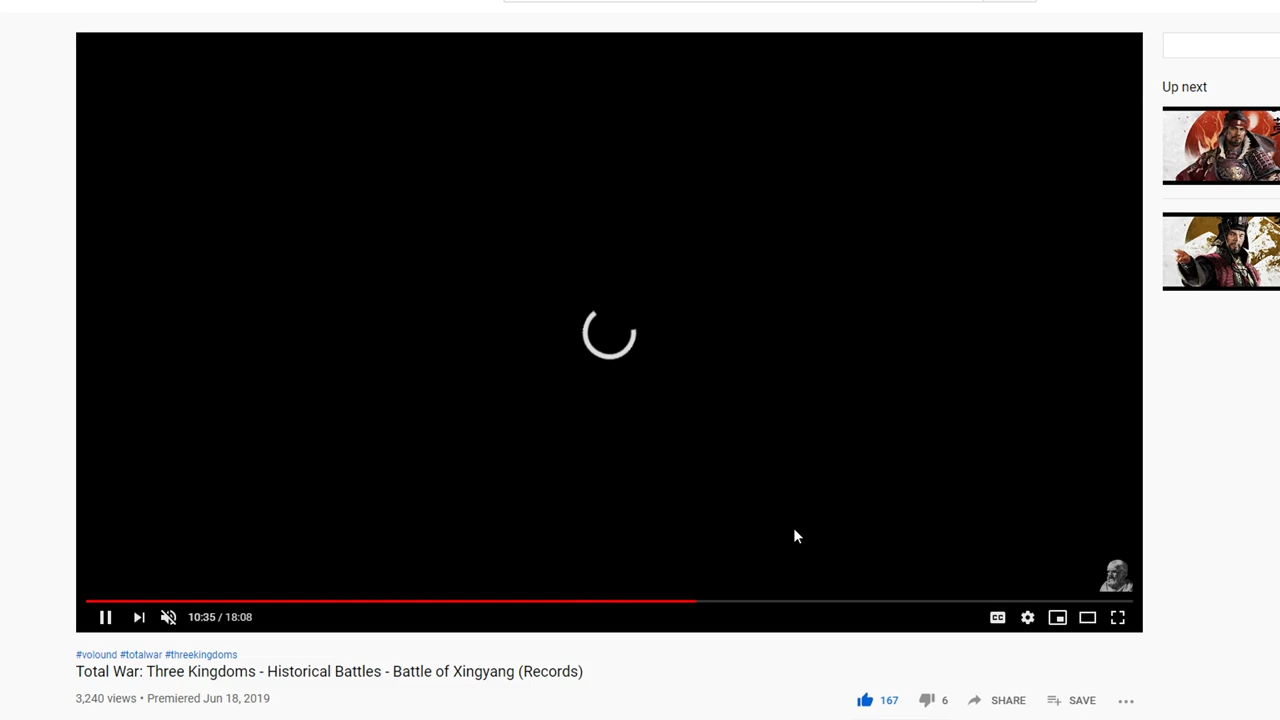 Up next
10:35 / 18:08
CC
#volound #totalwar #threekingdoms
Total War: Three Kingdoms - Historical Battles - Battle of Xingyang (Records)
3,240 views • Premiered Jun 18, 2019
167 6 SHARE SAVE